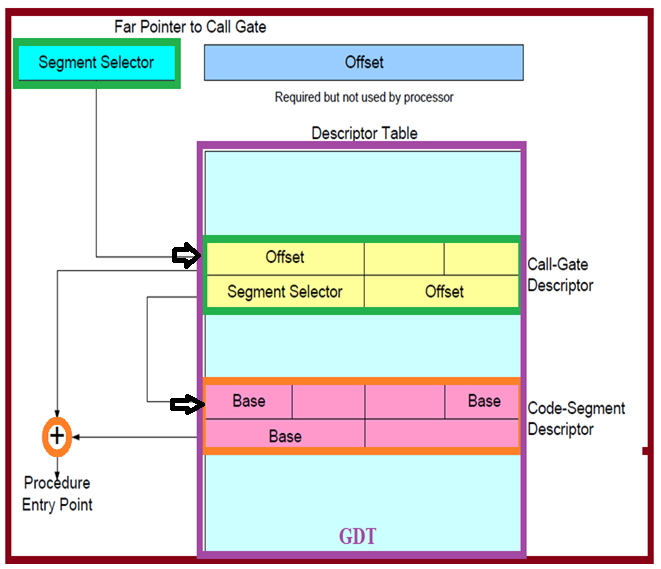 Far Pointer to Call Gate
Segment Selector
Offset
Required but not used by processor
Descriptor Table
Offset
Segment Selector
Offset
Call-Gate
Descriptor
Base
Base
Base
Code-Segment
Descriptor
+
Procedure
Entry Point
GDT